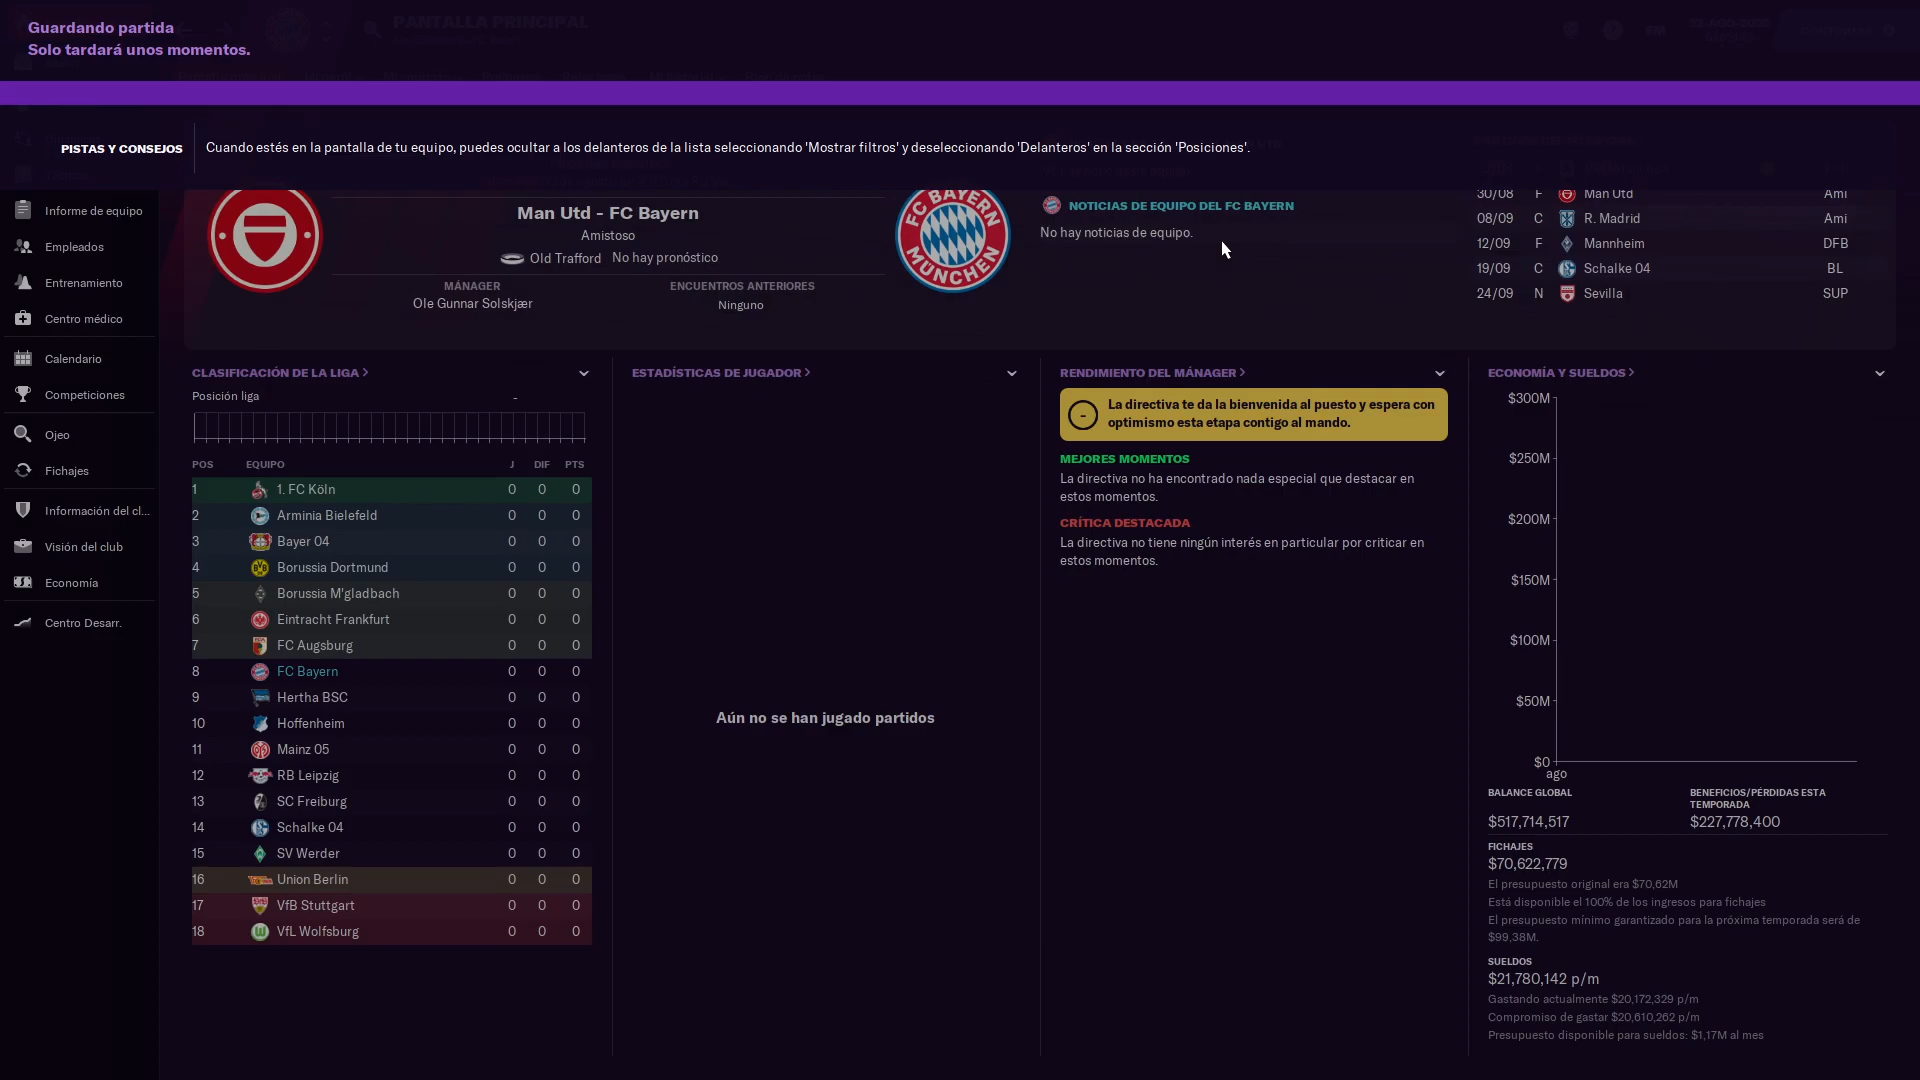 Guardando partida
Solo tardará unos momentos.
PISTAS Y CONSEJOS
Cuando estés en la pantalla de tu equipo, puedes ocultar a los delanteros de la lista seleccionando 'Mostrar filtros' y deseleccionando 'Delanteros' en la sección 'Posiciones'.
PANTALLA PRINCIPAL
Informe de equipo
Empleados
Entrenamiento
Centro médico
Calendario
Competiciones
Ojeo
Fichajes
Información del cl...
Visión del club
Economía
Centro Desarr.
Man Utd - FC Bayern
Amistoso
Old Trafford No hay pronóstico
MÁNAGER
Ole Gunnar Solskjær
ENCUENTROS ANTERIORES
Ninguno
FC BAYERN MÜNCHEN
NOTICIAS DE EQUIPO DEL FC BAYERN
No hay noticias de equipo.
30/08 F Man Utd Ami
08/09 C R. Madrid Ami
12/09 F Mannheim DFB
19/09 C Schalke 04 BL
24/09 N Sevilla SUP
CLASIFICACIÓN DE LA LIGA
Posición liga -
POS EQUIPO J DIF PTS
1 1. FC Köln 0 0 0
2 Arminia Bielefeld 0 0 0
3 Bayer 04 0 0 0
4 Borussia Dortmund 0 0 0
5 Borussia M'gladbach 0 0 0
6 Eintracht Frankfurt 0 0 0
7 FC Augsburg 0 0 0
8 FC Bayern 0 0 0
9 Hertha BSC 0 0 0
10 Hoffenheim 0 0 0
11 Mainz 05 0 0 0
12 RB Leipzig 0 0 0
13 SC Freiburg 0 0 0
14 Schalke 04 0 0 0
15 SV Werder 0 0 0
16 Union Berlin 0 0 0
17 VfB Stuttgart 0 0 0
18 VfL Wolfsburg 0 0 0
ESTADÍSTICAS DE JUGADOR
Aún no se han jugado partidos
RENDIMIENTO DEL MÁNAGER
- La directiva te da la bienvenida al puesto y espera con
optimismo esta etapa contigo al mando.
MEJORES MOMENTOS
La directiva no ha encontrado nada especial que destacar en
estos momentos.
CRÍTICA DESTACADA
La directiva no tiene ningún interés en particular por criticar en
estos momentos.
ECONOMÍA Y SUELDOS
$300M
$250M
$200M
$150M
$100M
$50M
$0
ago
BALANCE GLOBAL
$517,714,517
BENEFICIOS/PÉRDIDAS ESTA
TEMPORADA
$227,778,400
FICHAJES
$70,622,779
El presupuesto original era $70,62M
Está disponible el 100% de los ingresos para fichajes
El presupuesto mínimo garantizado para la próxima temporada será de
$99,38M.
SUELDOS
$21,780,142 p/m
Gastando actualmente $20,172,329 p/m
Compromiso de gastar $20,610,262 p/m
Presupuesto disponible para sueldos: $1,17M al mes